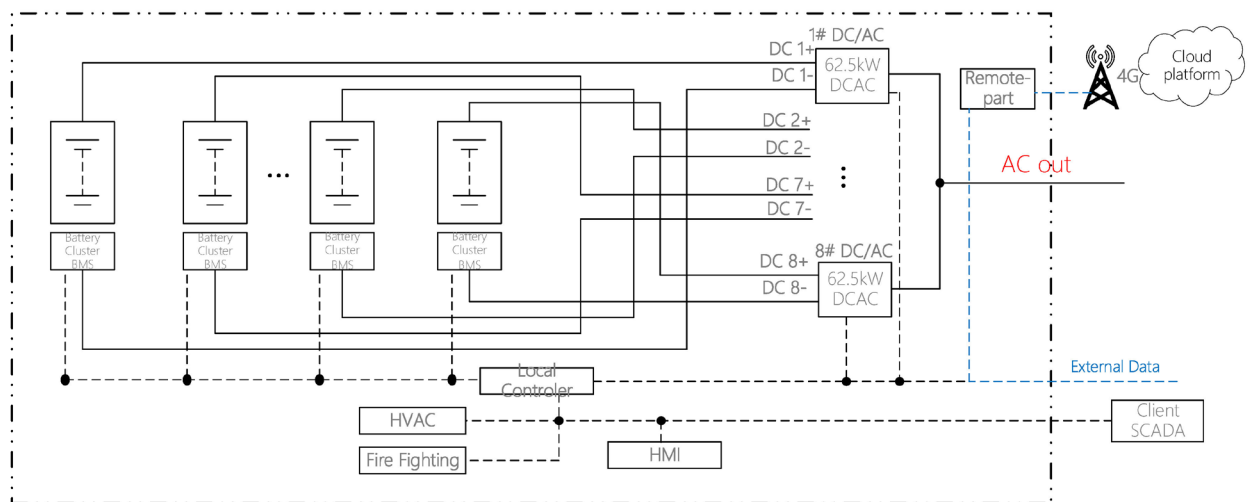 1# DC/AC
DC 1+
DC 1-
62.5kW
DCAC
Remote-
part
4G
Cloud
platform
DC 2+
DC 2-
AC out
DC 7+
DC 7-
Battery
Cluster
BMS
Battery
Cluster
BMS
Battery
Cluster
BMS
Battery
Cluster
BMS
8# DC/AC
DC 8+
DC 8-
62.5kW
DCAC
Local
Controler
External Data
HVAC
Client
SCADA
Fire Fighting
HMI